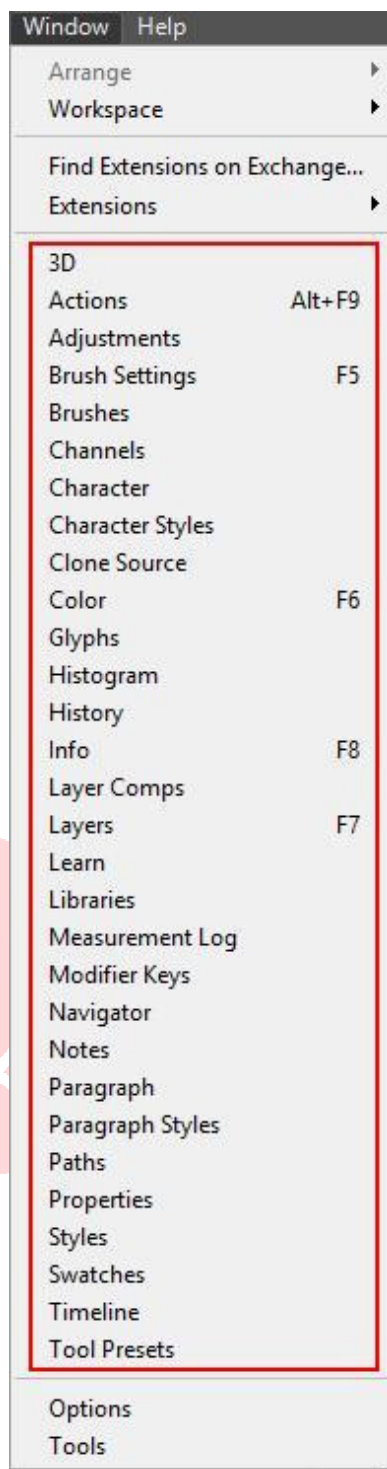 Window Help
Arrange
Workspace
Find Extensions on Exchange...
Extensions
3D
Actions Alt+F9
Adjustments
Brush Settings F5
Brushes
Channels
Character
Character Styles
Clone Source
Color F6
Glyphs
Histogram
History
Info F8
Layer Comps
Layers F7
Learn
Libraries
Measurement Log
Modifier Keys
Navigator
Notes
Paragraph
Paragraph Styles
Paths
Properties
Styles
Swatches
Timeline
Tool Presets
Options
Tools